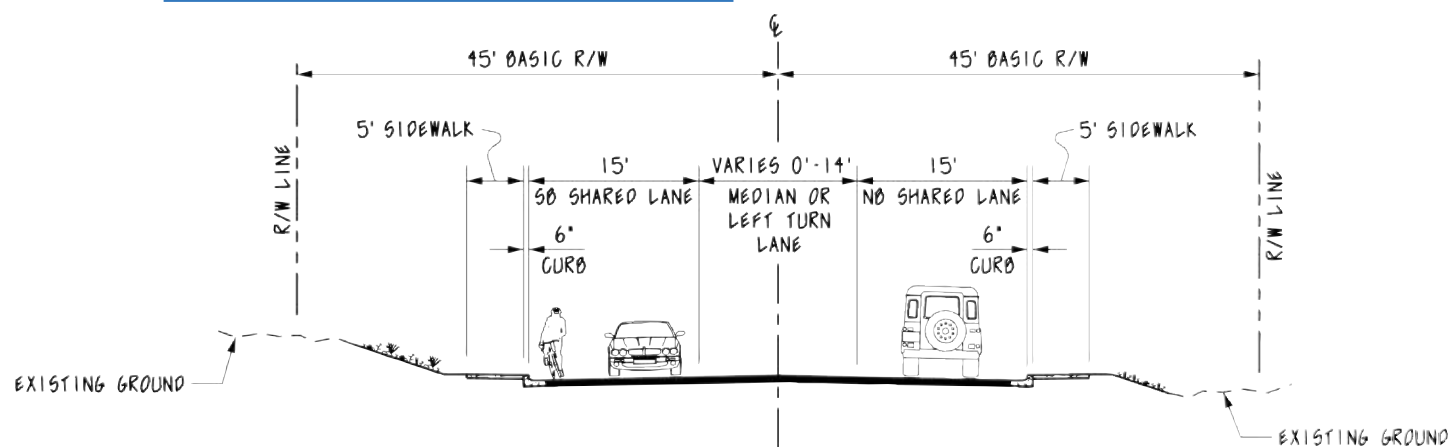 ℄
45' BASIC R/W
45' BASIC R/W
5' SIDEWALK
5' SIDEWALK
15'
VARIES 0'-14'
15'
SB SHARED LANE
MEDIAN OR
LEFT TURN
LANE
NB SHARED LANE
R/W LINE
R/W LINE
6"
CURB
6"
CURB
EXISTING GROUND
EXISTING GROUND